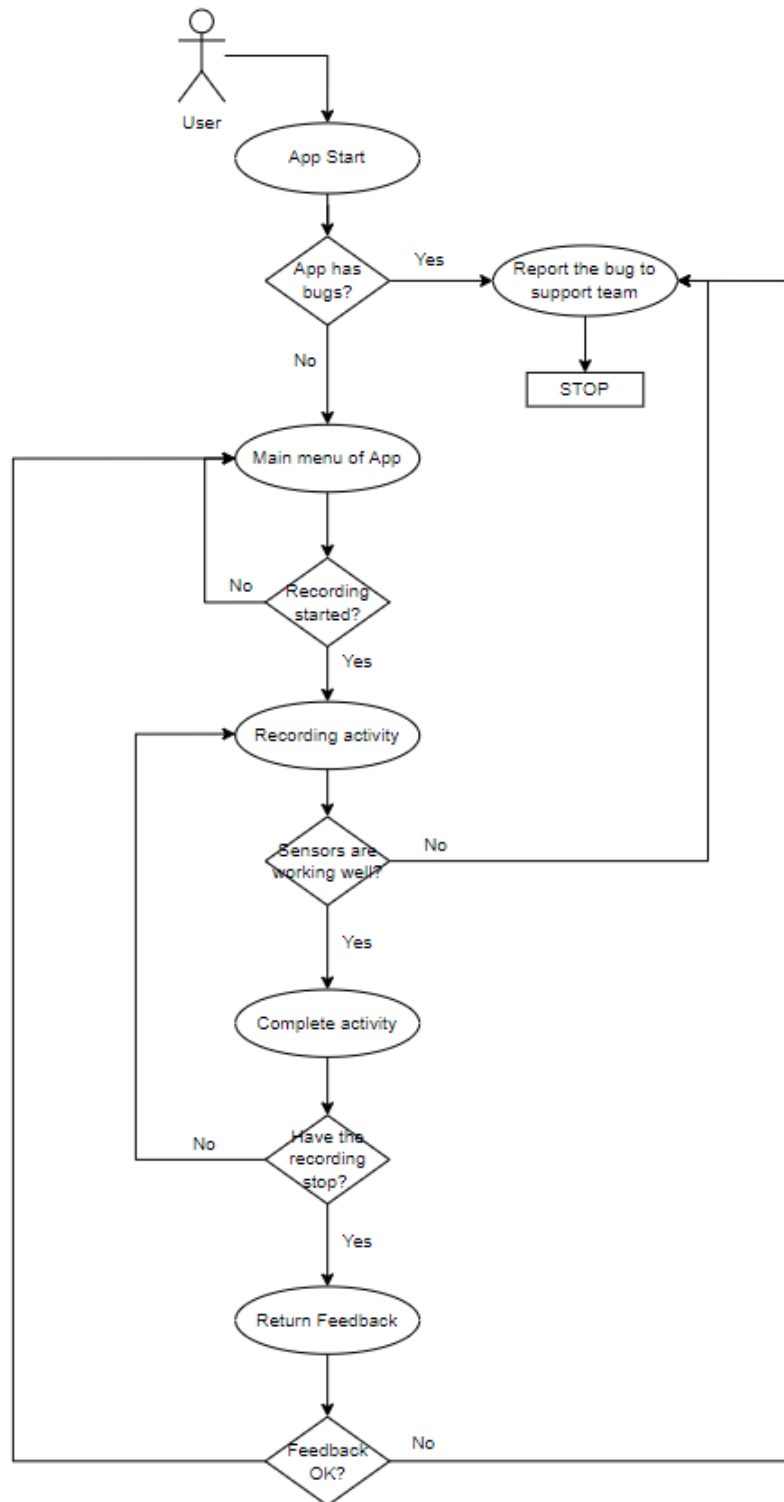 User
App Start
App has
bugs?
Yes
Report the bug to
support team
No
STOP
Main menu of App
No
Recording
started?
Yes
Recording activity
Sensors are
working well?
No
Yes
Complete activity
Have the
recording
stop?
No
Yes
Return Feedback
Feedback
OK?
No